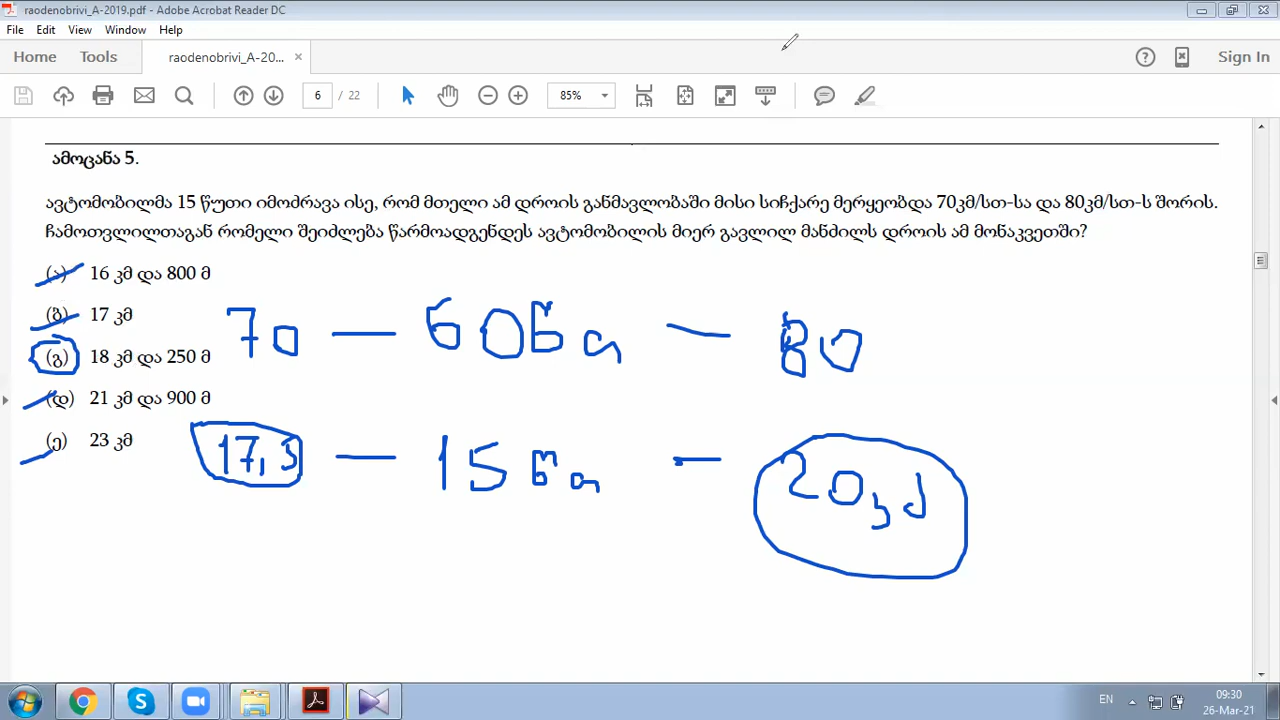 raodenobrivi_A-2019.pdf - Adobe Acrobat Reader DC
File Edit View Window Help
Home Tools raodenobrivi_A-20... × Sign In
6 / 22 85%
ამოცანა 5.
ავტომობილმა 15 წუთი იმოძრავა ისე, რომ მთელი ამ დროის განმავლობაში მისი სიჩქარე მერყეობდა 70კმ/სთ-სა და 80კმ/სთ-ს შორის.
ჩამოთვლილთაგან რომელი შეიძლება წარმოადგენდეს ავტომობილის მიერ გავლილ მანძილს დროის ამ მონაკვეთში?
(ა) 16 კმ და 800 მ
(ბ) 17 კმ
(გ) 18 კმ და 250 მ
(დ) 21 კმ და 900 მ
(ე) 23 კმ
70 — 60წთ — 80
17,5 — 15 წთ — 20
EN 09:30
26-Mar-21